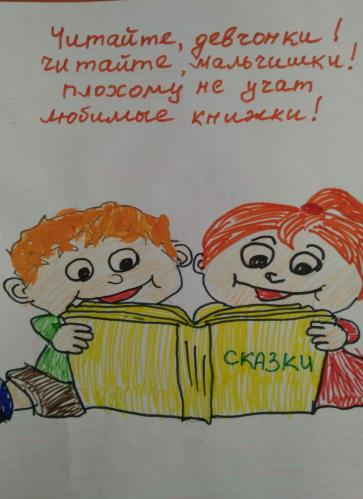 Читайте, девчонки!
читайте, мальчишки!
плохому не учат
любимые книжки!
СКАЗКИ